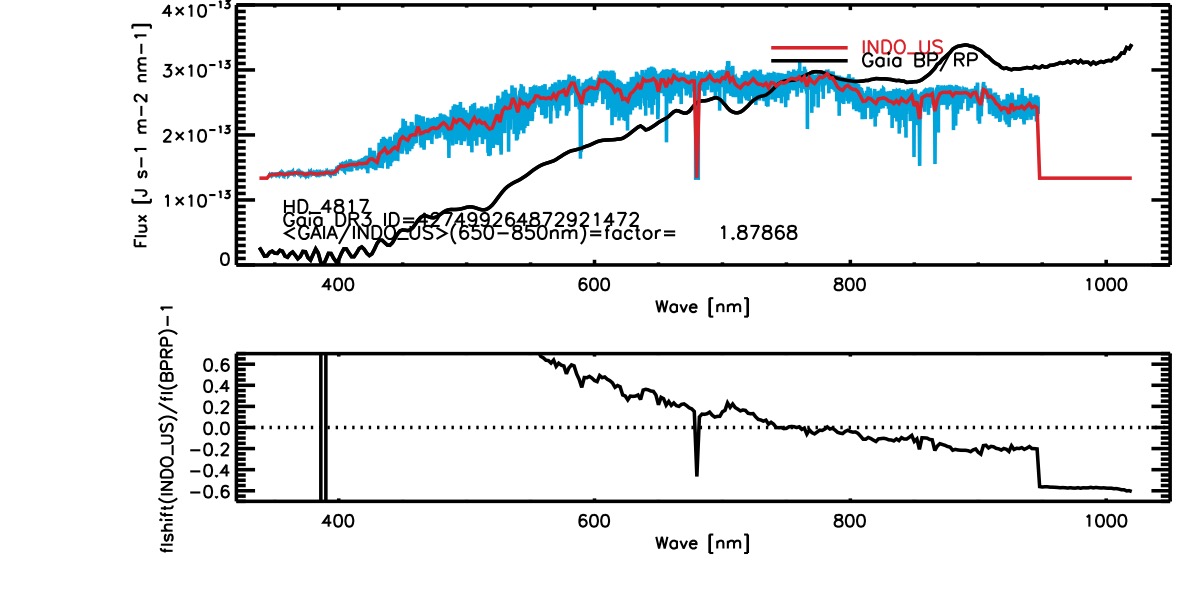 4×10⁻¹³
3×10⁻¹³
2×10⁻¹³
1×10⁻¹³
0
Flux [J s−1 m−2 nm−1]
INDO_US
Gaia BP/RP
HD_4817
Gaia DR3 ID=427499264872921472
<GAIA/INDO_US>(650−850nm)=factor= 1.87868
400 600 800 1000
Wave [nm]
flshift(INDO_US)/fl(BPRP)−1
0.6
0.4
0.2
0.0
−0.2
−0.4
−0.6
400 600 800 1000
Wave [nm]